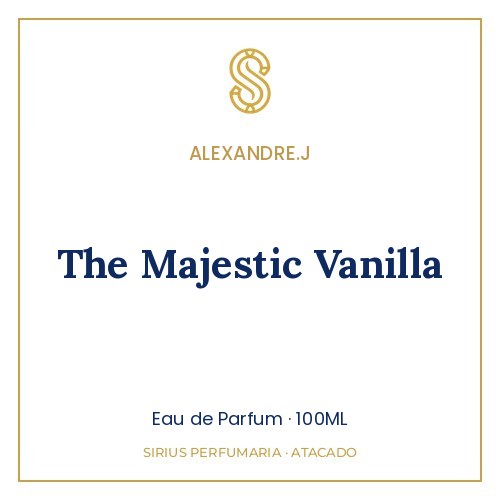 ALEXANDRE.J
The Majestic Vanilla
Eau de Parfum · 100ML
SIRIUS PERFUMARIA · ATACADO